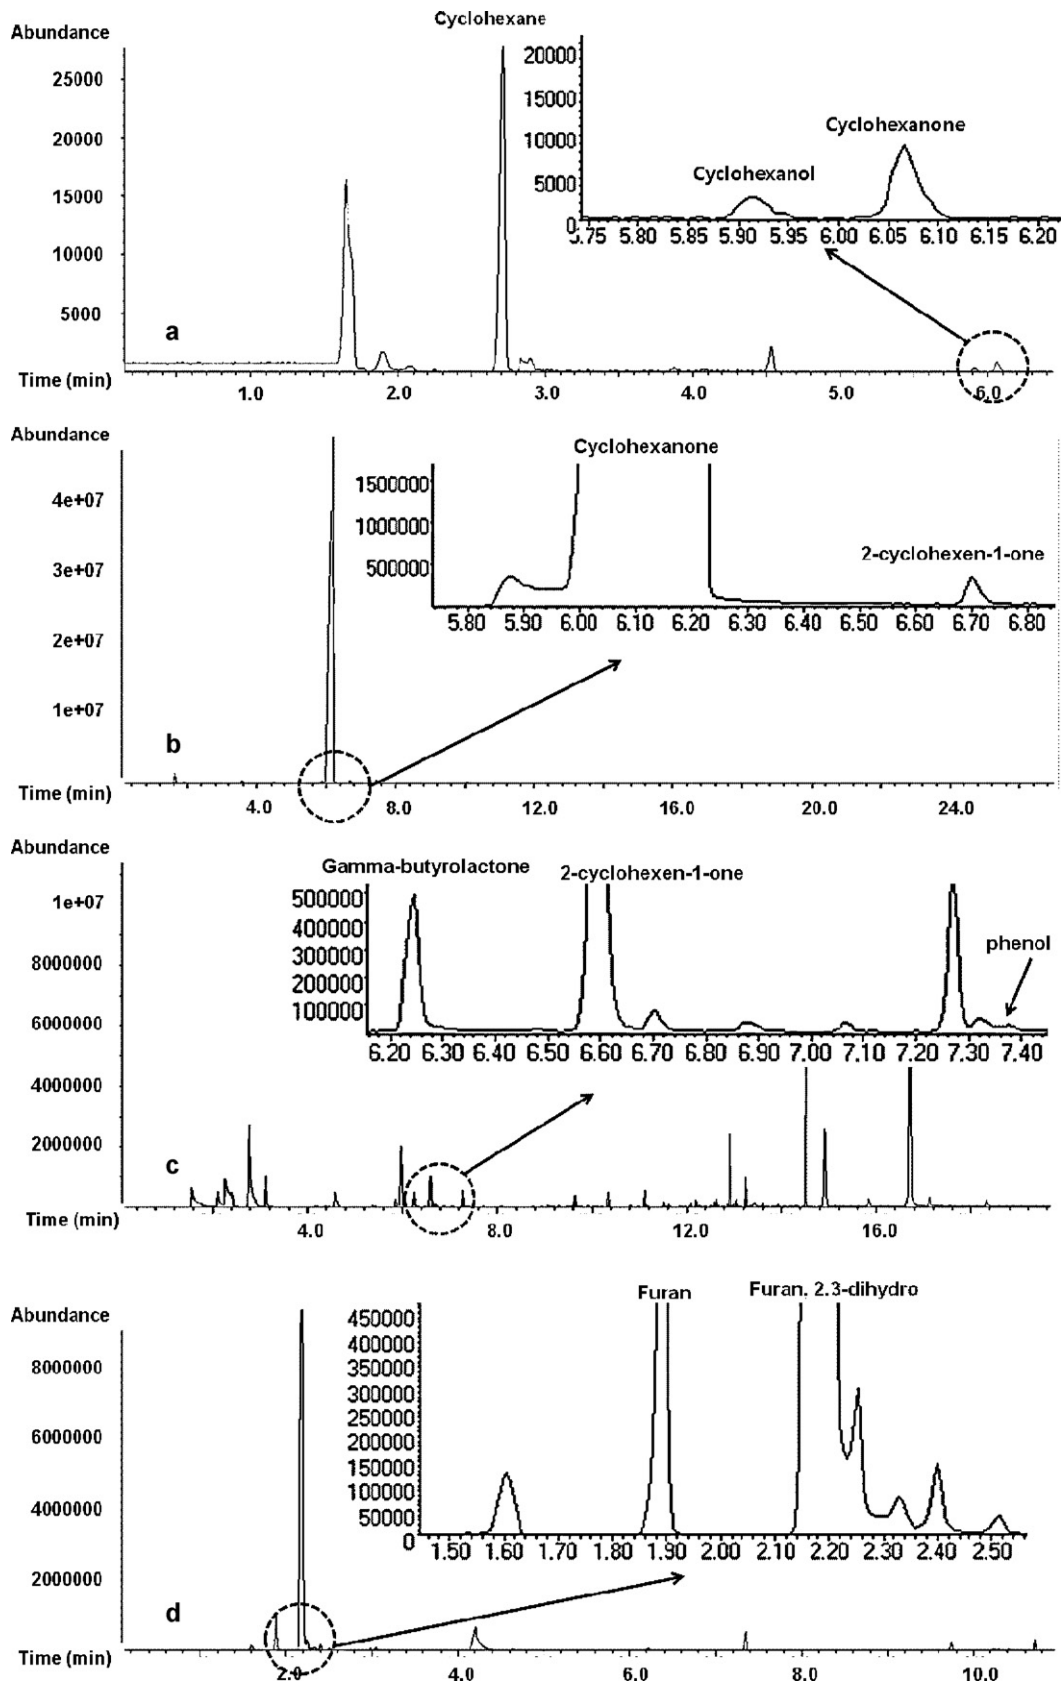 Cyclohexane
Abundance
25000
20000
15000
10000
5000
a
Time (min)
1.0 2.0 3.0 4.0 5.0 6.0
20000
15000
10000
5000
0
Cyclohexanone
Cyclohexanol
5.75 5.80 5.85 5.90 5.95 6.00 6.05 6.10 6.15 6.20
Abundance
4e+07
3e+07
2e+07
1e+07
b
Time (min)
4.0 8.0 12.0 16.0 20.0 24.0
Cyclohexanone
1500000
1000000
500000
2-cyclohexen-1-one
5.80 5.90 6.00 6.10 6.20 6.30 6.40 6.50 6.60 6.70 6.80
Abundance
1e+07
8000000
6000000
4000000
2000000
c
Time (min)
4.0 8.0 12.0 16.0
Gamma-butyrolactone 2-cyclohexen-1-one
500000
400000
300000
200000
100000
phenol
6.20 6.30 6.40 6.50 6.60 6.70 6.80 6.90 7.00 7.10 7.20 7.30 7.40
Abundance
8000000
6000000
4000000
2000000
d
Time (min)
2.0 4.0 6.0 8.0 10.0
Furan Furan, 2.3-dihydro
450000
400000
350000
300000
250000
200000
150000
100000
50000
0
1.50 1.60 1.70 1.80 1.90 2.00 2.10 2.20 2.30 2.40 2.50